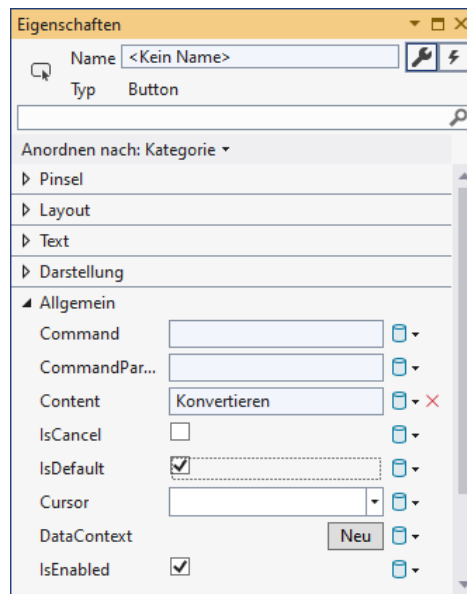 Eigenschaften
Name <Kein Name>
Typ Button
Anordnen nach: Kategorie
Pinsel
Layout
Text
Darstellung
Allgemein
Command
CommandPar...
Content Konvertieren
IsCancel
IsDefault
Cursor
DataContext Neu
IsEnabled